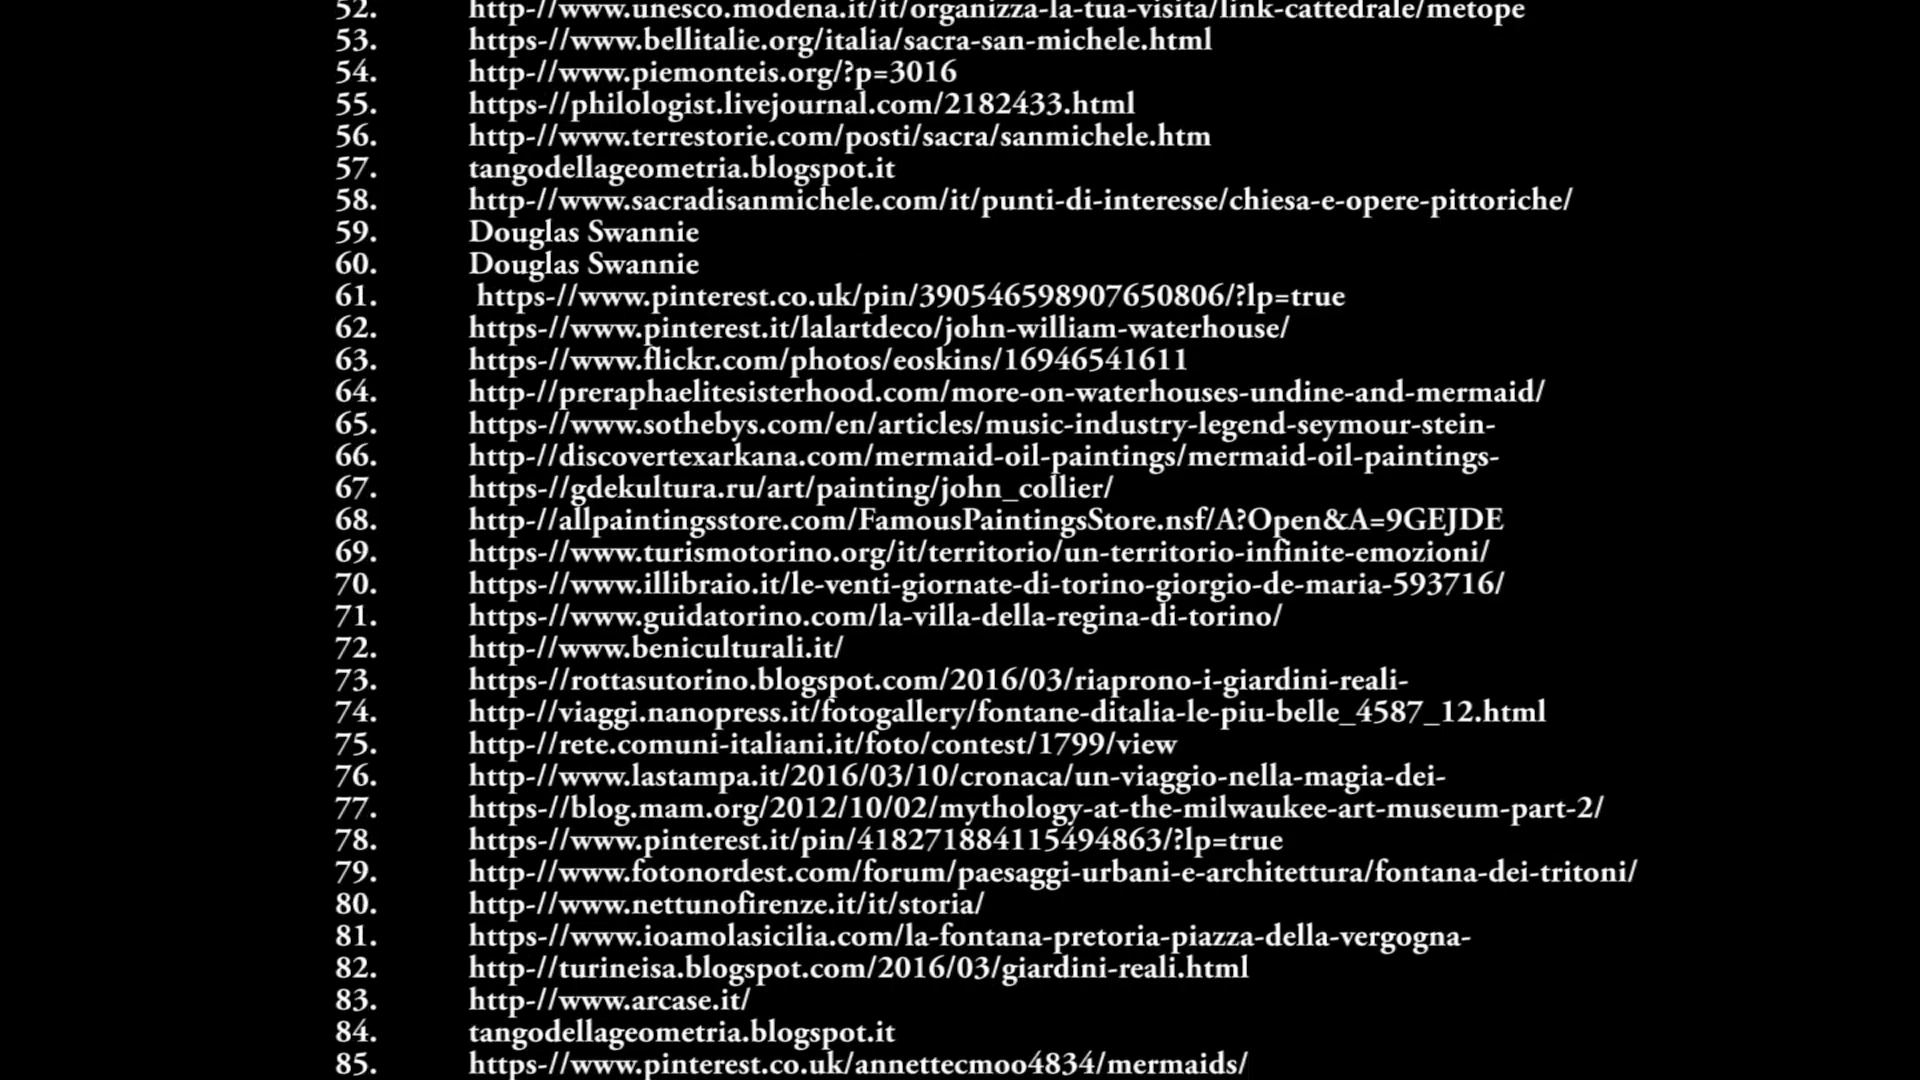 52. http-//www.unesco.modena.it/it/organizza-la-tua-visita/link-cattedrale/metope
53. https-//www.bellitalie.org/italia/sacra-san-michele.html
54. http-//www.piemonteis.org/?p=3016
55. https-//philologist.livejournal.com/2182433.html
56. http-//www.terrestorie.com/posti/sacra/sanmichele.htm
57. tangodellageometria.blogspot.it
58. http-//www.sacradisanmichele.com/it/punti-di-interesse/chiesa-e-opere-pittoriche/
59. Douglas Swannie
60. Douglas Swannie
61. https-//www.pinterest.co.uk/pin/390546598907650806/?lp=true
62. https-//www.pinterest.it/lalartdeco/john-william-waterhouse/
63. https-//www.flickr.com/photos/eoskins/16946541611
64. http-//preraphaelitesisterhood.com/more-on-waterhouses-undine-and-mermaid/
65. https-//www.sothebys.com/en/articles/music-industry-legend-seymour-stein-
66. http-//discovertexarkana.com/mermaid-oil-paintings/mermaid-oil-paintings-
67. https-//gdekultura.ru/art/painting/john_collier/
68. http-//allpaintingsstore.com/FamousPaintingsStore.nsf/A?Open&A=9GEJDE
69. https-//www.turismotorino.org/it/territorio/un-territorio-infinite-emozioni/
70. https-//www.illibraio.it/le-venti-giornate-di-torino-giorgio-de-maria-593716/
71. https-//www.guidatorino.com/la-villa-della-regina-di-torino/
72. http-//www.beniculturali.it/
73. https-//rottasutorino.blogspot.com/2016/03/riaprono-i-giardini-reali-
74. http-//viaggi.nanopress.it/fotogallery/fontane-ditalia-le-piu-belle_4587_12.html
75. http-//rete.comuni-italiani.it/foto/contest/1799/view
76. http-//www.lastampa.it/2016/03/10/cronaca/un-viaggio-nella-magia-dei-
77. https-//blog.mam.org/2012/10/02/mythology-at-the-milwaukee-art-museum-part-2/
78. https-//www.pinterest.it/pin/418271884115494863/?lp=true
79. http-//www.fotonordest.com/forum/paesaggi-urbani-e-architettura/fontana-dei-tritoni/
80. http-//www.nettunofirenze.it/it/storia/
81. https-//www.ioamolasicilia.com/la-fontana-pretoria-piazza-della-vergogna-
82. http-//turineisa.blogspot.com/2016/03/giardini-reali.html
83. http-//www.arcase.it/
84. tangodellageometria.blogspot.it
85. https-//www.pinterest.co.uk/annettecmoo4834/mermaids/